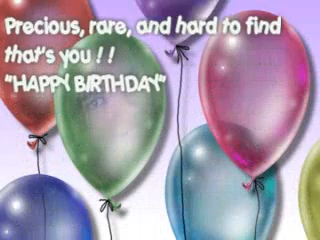 Precious, rare, and hard to find
that's you ! !
"HAPPY BIRTHDAY"